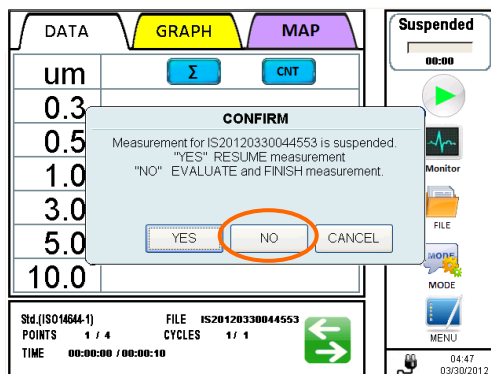 DATA
GRAPH
MAP
Suspended
00:00
um
Σ
CNT
0.3
0.5
1.0
3.0
5.0
10.0
CONFIRM
Measurement for IS20120330044553 is suspended.
"YES" RESUME measurement
"NO" EVALUATE and FINISH measurement.
YES
NO
CANCEL
Monitor
FILE
MODE
MODE
MENU
Std.(ISO14644-1)
FILE IS20120330044553
POINTS 1 / 4
CYCLES 1/ 1
TIME 00:00:00 / 00:00:10
04:47
03/30/2012